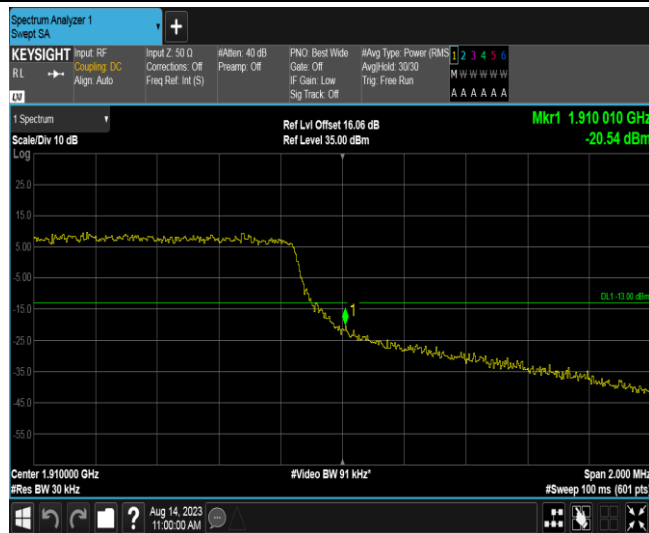 Spectrum Analyzer 1
Swept SA
+
KEYSIGHT
RL
LXI
Input: RF
Coupling: DC
Align: Auto
Input Z: 50 Ω
Corrections: Off
Freq Ref: Int (S)
#Atten: 40 dB
Preamp: Off
PNO: Best Wide
Gate: Off
IF Gain: Low
Sig Track: Off
#Avg Type: Power (RMS
Avg|Hold: 30/30
Trig: Free Run
1 2 3 4 5 6
M W W W W W
A A A A A A
1 Spectrum
Scale/Div 10 dB
Log
Ref Lvl Offset 16.06 dB
Ref Level 35.00 dBm
Mkr1 1.910 010 GHz
-20.54 dBm
25.0
15.0
5.00
-5.00
DL1 -13.00 dBm
-15.0
1
-25.0
-35.0
-45.0
-55.0
Center 1.910000 GHz
#Res BW 30 kHz
#Video BW 91 kHz*
Span 2.000 MHz
#Sweep 100 ms (601 pts)
?
Aug 14, 2023
11:00:00 AM